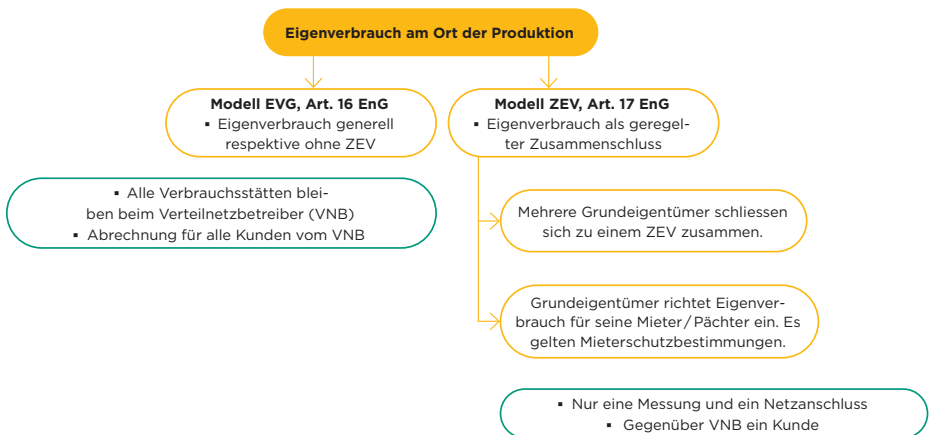 Eigenverbrauch am Ort der Produktion
Modell EVG, Art. 16 EnG
▪ Eigenverbrauch generell
respektive ohne ZEV
Modell ZEV, Art. 17 EnG
▪ Eigenverbrauch als geregel-
ter Zusammenschluss
▪ Alle Verbrauchsstätten blei-
ben beim Verteilnetzbetreiber (VNB)
▪ Abrechnung für alle Kunden vom VNB
Mehrere Grundeigentümer schliessen
sich zu einem ZEV zusammen.
Grundeigentümer richtet Eigenver-
brauch für seine Mieter / Pächter ein. Es
gelten Mieterschutzbestimmungen.
▪ Nur eine Messung und ein Netzanschluss
▪ Gegenüber VNB ein Kunde